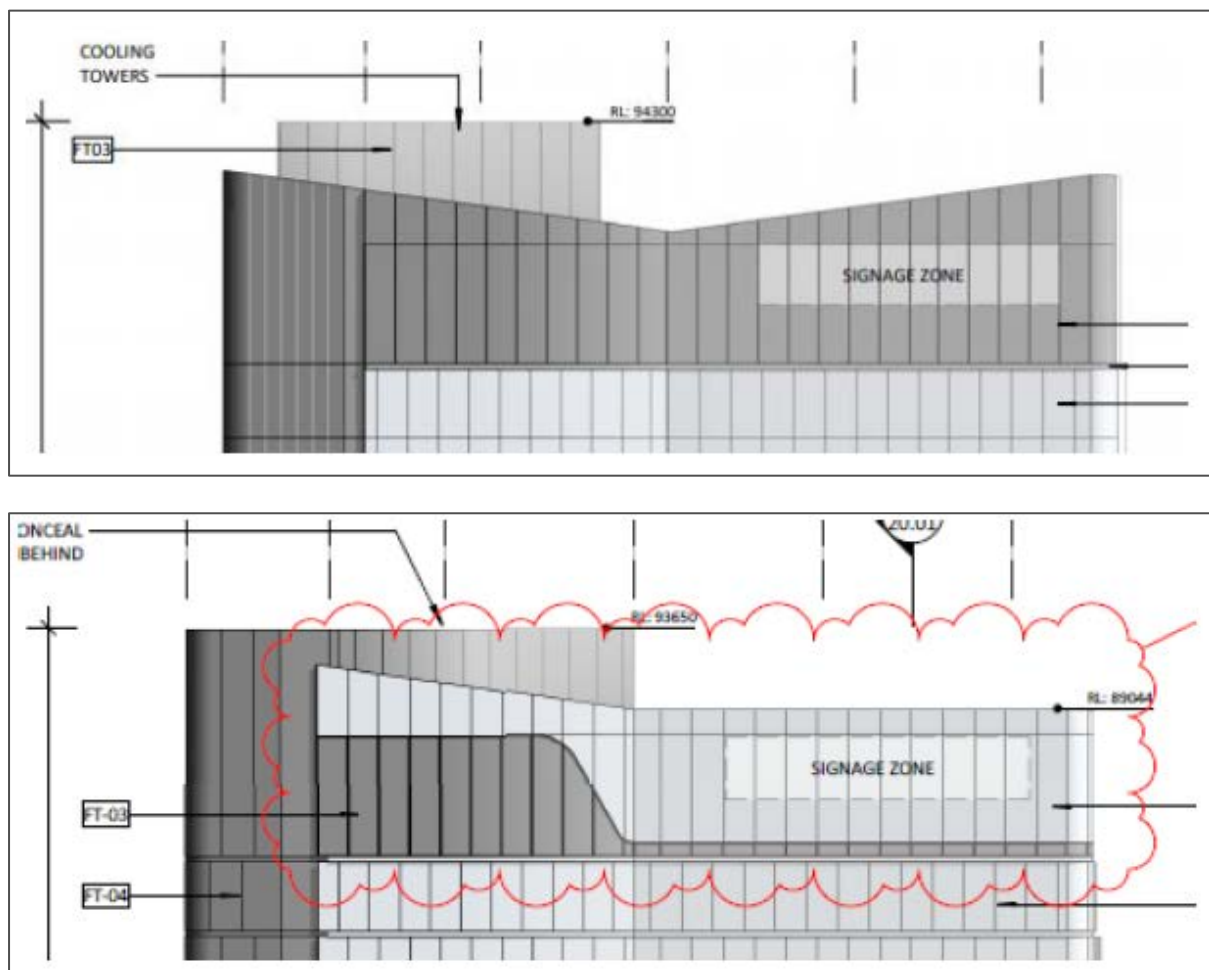 COOLING
TOWERS
RL: 94300
FT03
SIGNAGE ZONE
ONCEAL
BEHIND
20.01
RL: 93650
RL: 89044
SIGNAGE ZONE
FT-03
FT-04